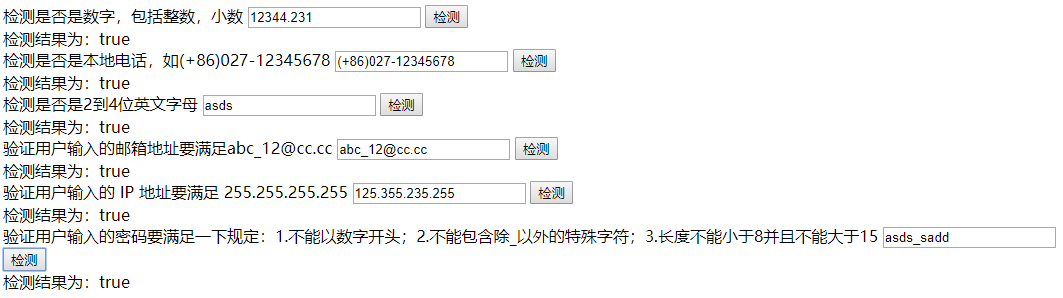 检测是否是数字，包括整数，小数 12344.231 检测
检测结果为：true
检测是否是本地电话，如(+86)027-12345678 (+86)027-12345678 检测
检测结果为：true
检测是否是2到4位英文字母 asds 检测
检测结果为：true
验证用户输入的邮箱地址要满足abc_12@cc.cc abc_12@cc.cc 检测
检测结果为：true
验证用户输入的 IP 地址要满足 255.255.255.255 125.355.235.255 检测
检测结果为：true
验证用户输入的密码要满足一下规定：1.不能以数字开头；2.不能包含除_以外的特殊字符；3.长度不能小于8并且不能大于15 asds_sadd
检测
检测结果为：true